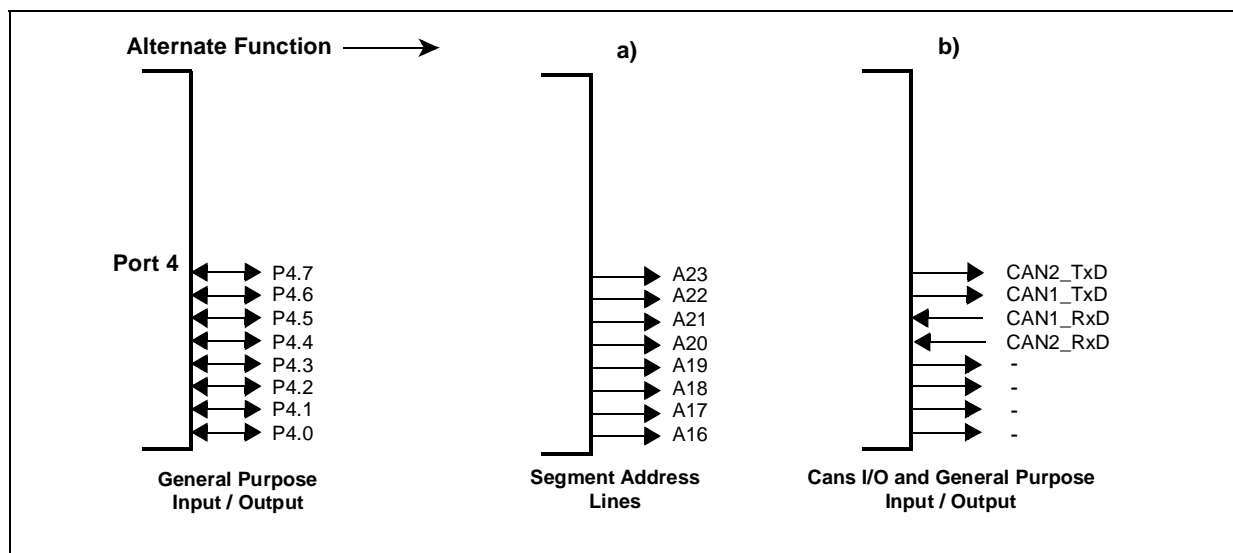 Alternate Function
a)
b)
Port 4
P4.7
P4.6
P4.5
P4.4
P4.3
P4.2
P4.1
P4.0
General Purpose
Input / Output
A23
A22
A21
A20
A19
A18
A17
A16
Segment Address
Lines
CAN2_TxD
CAN1_TxD
CAN1_RxD
CAN2_RxD
-
-
-
-
Cans I/O and General Purpose
Input / Output